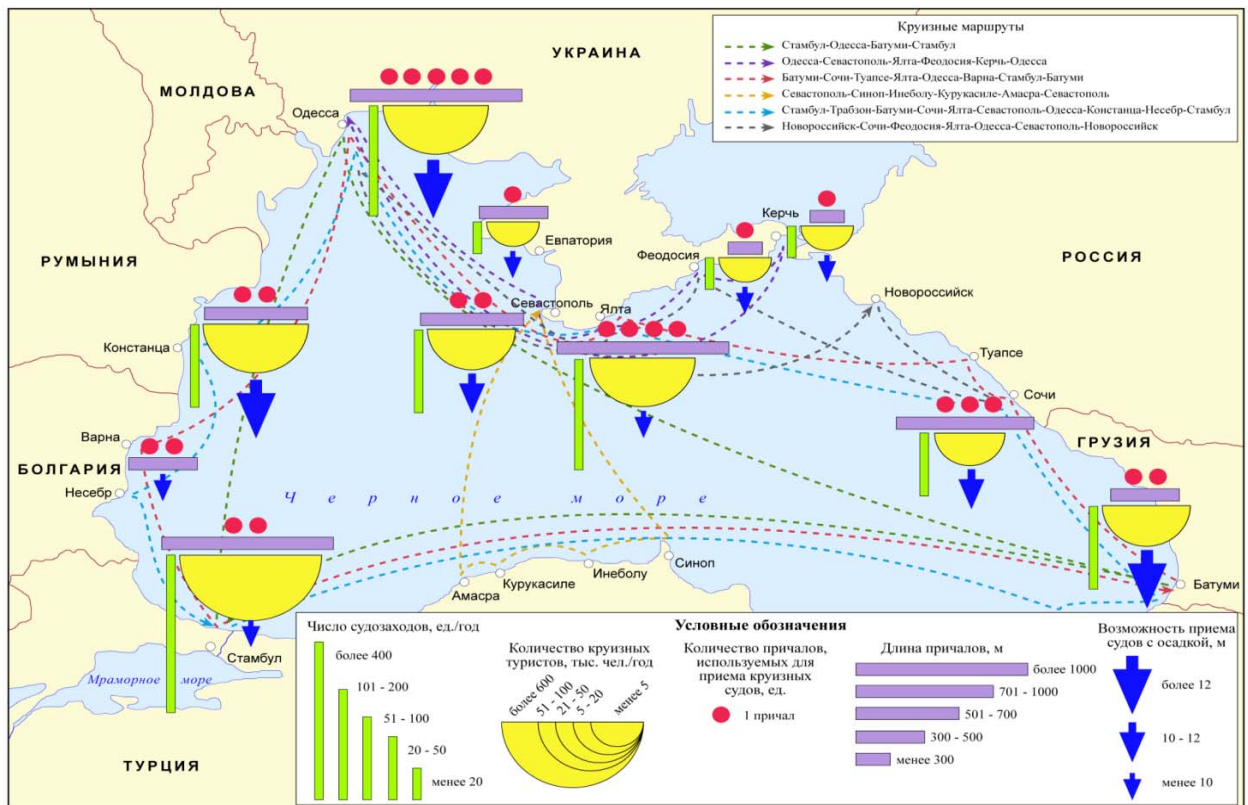 УКРАИНА
МОЛДОВА
РУМЫНИЯ
БОЛГАРИЯ
ТУРЦИЯ
РОССИЯ
ГРУЗИЯ
Круизные маршруты
Стамбул-Одесса-Батуми-Стамбул
Одесса-Севастополь-Ялта-Феодосия-Керчь-Одесса
Батуми-Сочи-Туапсе-Ялта-Одесса-Варна-Стамбул-Батуми
Севастополь-Синоп-Инеболу-Курукасиле-Амасра-Севастополь
Стамбул-Трабзон-Батуми-Сочи-Ялта-Севастополь-Одесса-Констанца-Несебр-Стамбул
Новороссийск-Сочи-Феодосия-Ялта-Одесса-Севастополь-Новороссийск
Одесса
Евпатория
Керчь
Феодосия
Севастополь
Ялта
Новороссийск
Констанца
Туапсе
Сочи
Варна
Несебр
Черное море
Синоп
Инеболу
Курукасиле
Амасра
Батуми
Стамбул
Мраморное море
Условные обозначения
Число судозаходов, ед./год
более 400
101 - 200
51 - 100
20 - 50
менее 20
Количество круизных
туристов, тыс. чел./год
более 600
51 - 100
21 - 50
5 - 20
менее 5
Количество причалов,
используемых для
приема круизных
судов, ед.
1 причал
Длина причалов, м
более 1000
701 - 1000
501 - 700
300 - 500
менее 300
Возможность приема
судов с осадкой, м
более 12
10 - 12
менее 10